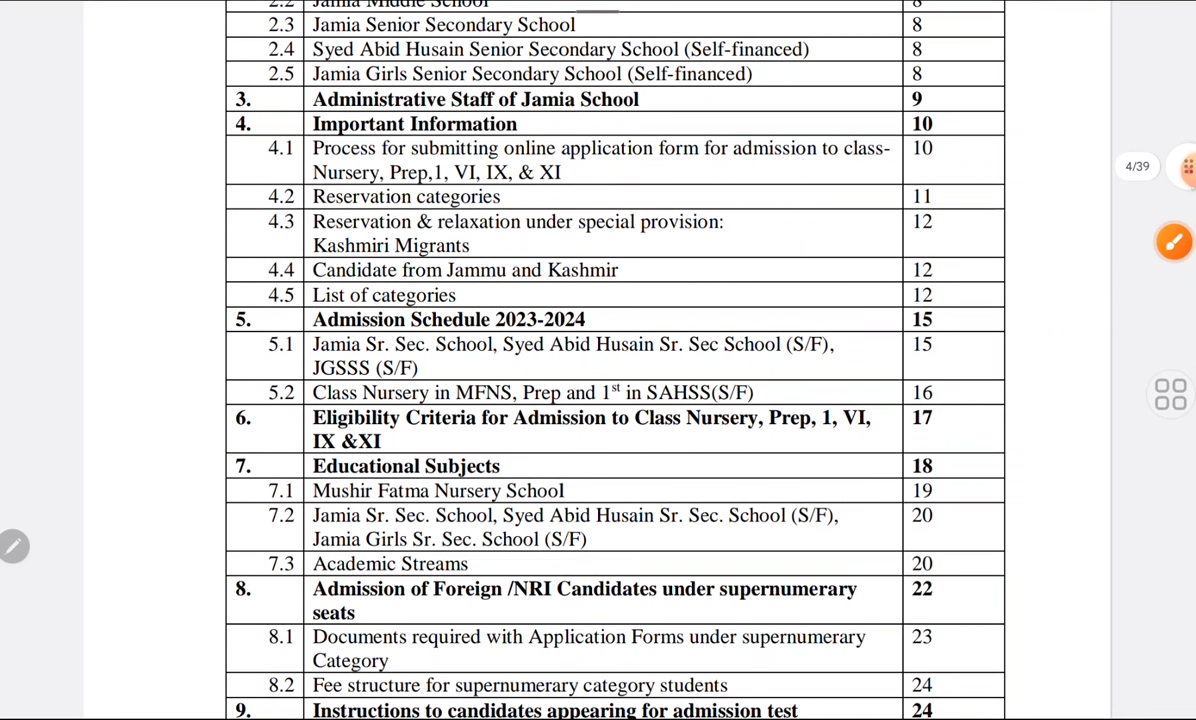 2.2 Jamia Middle School 8
2.3 Jamia Senior Secondary School 8
2.4 Syed Abid Husain Senior Secondary School (Self-financed) 8
2.5 Jamia Girls Senior Secondary School (Self-financed) 8
3. Administrative Staff of Jamia School 9
4. Important Information 10
4.1 Process for submitting online application form for admission to class- 10
Nursery, Prep,1, VI, IX, & XI
4.2 Reservation categories 11
4.3 Reservation & relaxation under special provision: 12
Kashmiri Migrants
4.4 Candidate from Jammu and Kashmir 12
4.5 List of categories 12
5. Admission Schedule 2023-2024 15
5.1 Jamia Sr. Sec. School, Syed Abid Husain Sr. Sec School (S/F), 15
JGSSS (S/F)
5.2 Class Nursery in MFNS, Prep and 1st in SAHSS(S/F) 16
6. Eligibility Criteria for Admission to Class Nursery, Prep, 1, VI, 17
IX &XI
7. Educational Subjects 18
7.1 Mushir Fatma Nursery School 19
7.2 Jamia Sr. Sec. School, Syed Abid Husain Sr. Sec. School (S/F), 20
Jamia Girls Sr. Sec. School (S/F)
7.3 Academic Streams 20
8. Admission of Foreign /NRI Candidates under supernumerary 22
seats
8.1 Documents required with Application Forms under supernumerary 23
Category
8.2 Fee structure for supernumerary category students 24
9. Instructions to candidates appearing for admission test 24
4/39